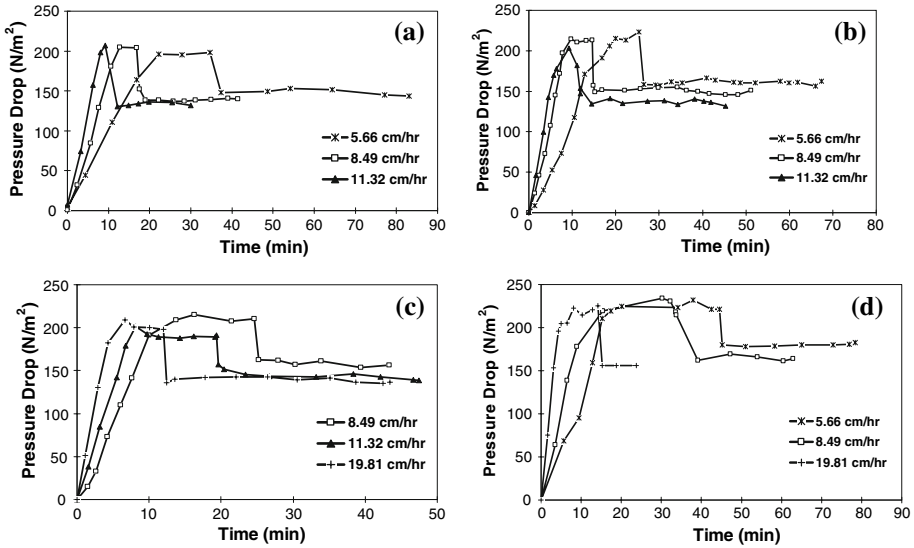 (a)
Pressure Drop (N/m²)
250
200
150
100
50
0
0 10 20 30 40 50 60 70 80 90
Time (min)
5.66 cm/hr
8.49 cm/hr
11.32 cm/hr
(b)
Pressure Drop (N/m²)
250
200
150
100
50
0
0 10 20 30 40 50 60 70 80
Time (min)
5.66 cm/hr
8.49 cm/hr
11.32 cm/hr
(c)
Pressure Drop (N/m²)
250
200
150
100
50
0
0 10 20 30 40 50
Time (min)
8.49 cm/hr
11.32 cm/hr
19.81 cm/hr
(d)
Pressure Drop (N/m²)
250
200
150
100
50
0
0 10 20 30 40 50 60 70 80 90
Time (min)
5.66 cm/hr
8.49 cm/hr
19.81 cm/hr